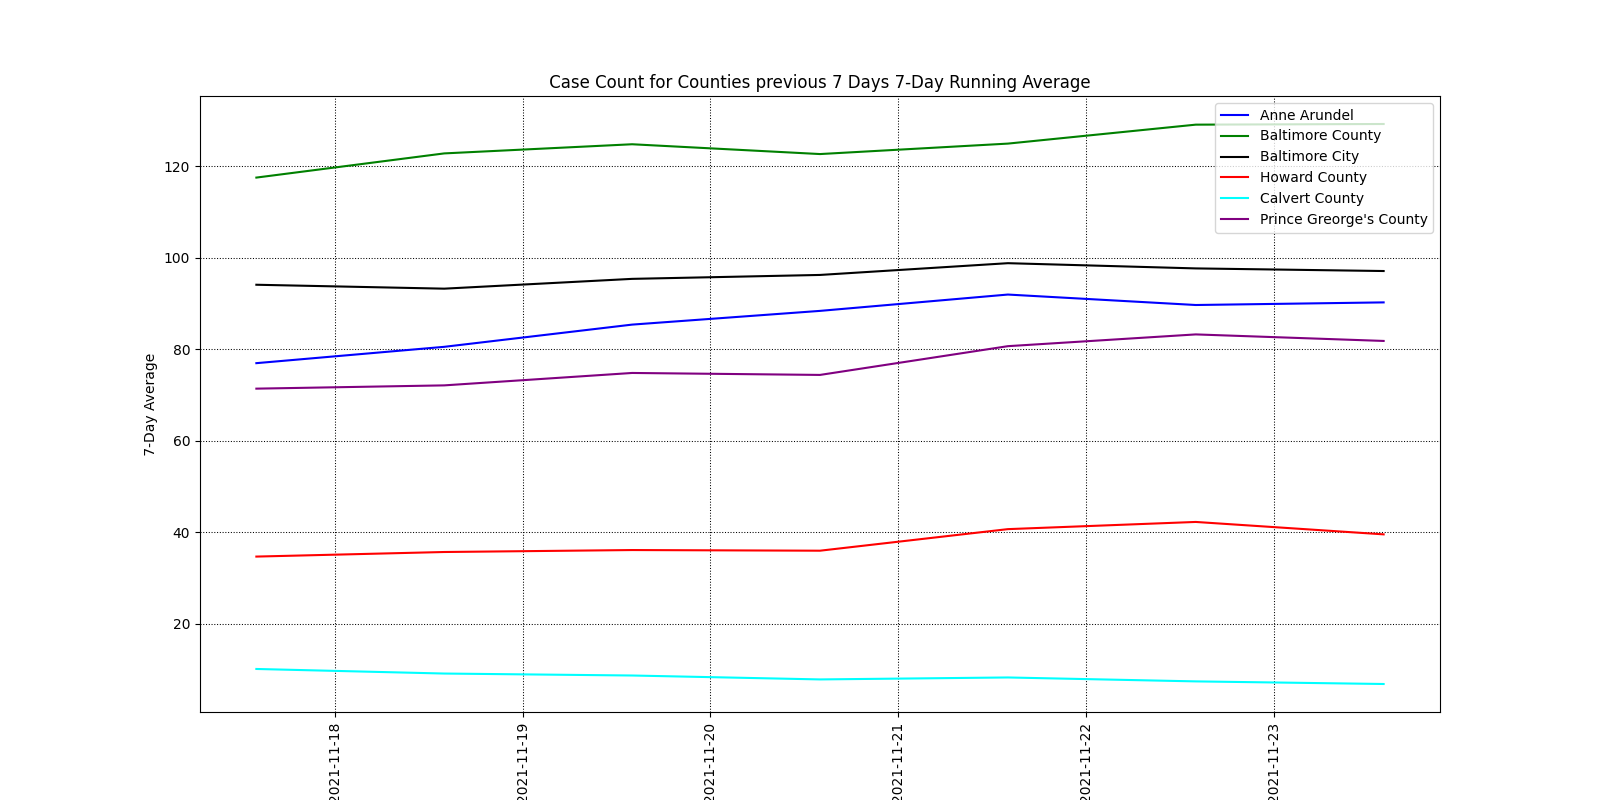 Case Count for Counties previous 7 Days 7-Day Running Average
Anne Arundel
Baltimore County
Baltimore City
Howard County
Calvert County
Prince Greorge's County
7-Day Average
120
100
80
60
40
20
2021-11-18
2021-11-19
2021-11-20
2021-11-21
2021-11-22
2021-11-23